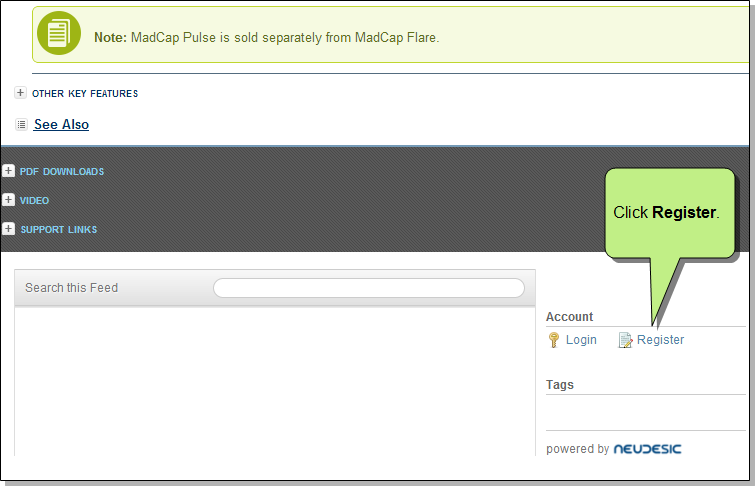 Note: MadCap Pulse is sold separately from MadCap Flare.
OTHER KEY FEATURES
See Also
PDF DOWNLOADS
VIDEO
SUPPORT LINKS
Click Register.
Search this Feed
Account
Login Register
Tags
powered by NEUDESIC